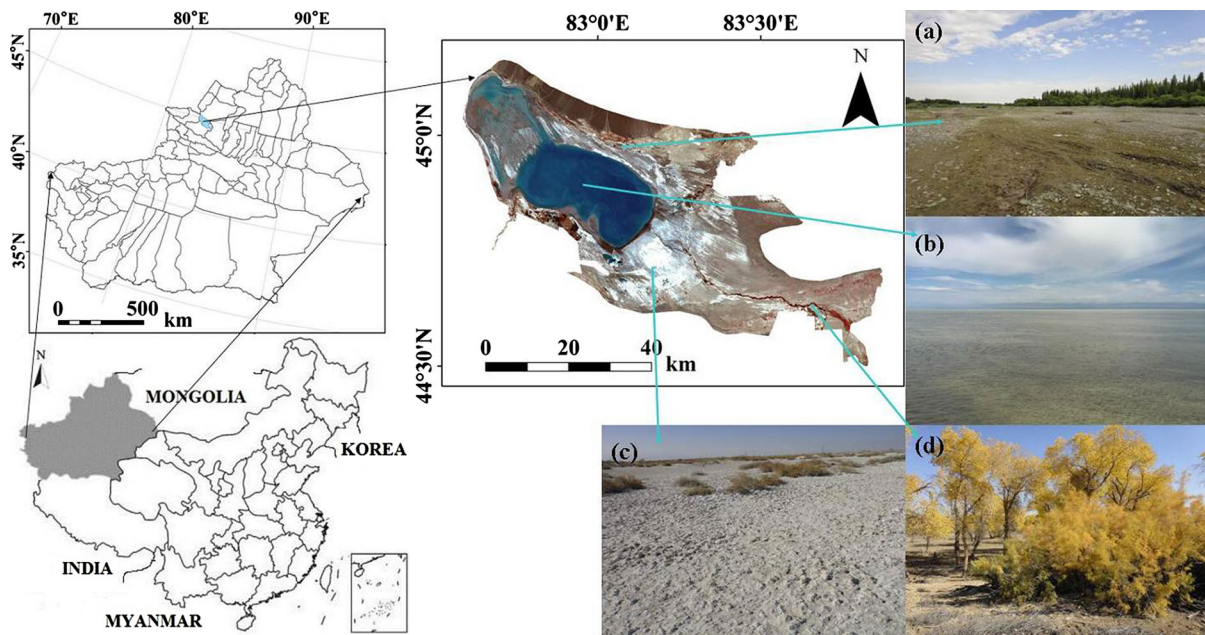 70°E
80°E
90°E
45°N
40°N
35°N
0
500
km
N
MONGOLIA
KOREA
INDIA
MYANMAR
83°0'E
83°30'E
45°0'N
44°30'N
N
0
20
40
km
(a)
(b)
(c)
(d)